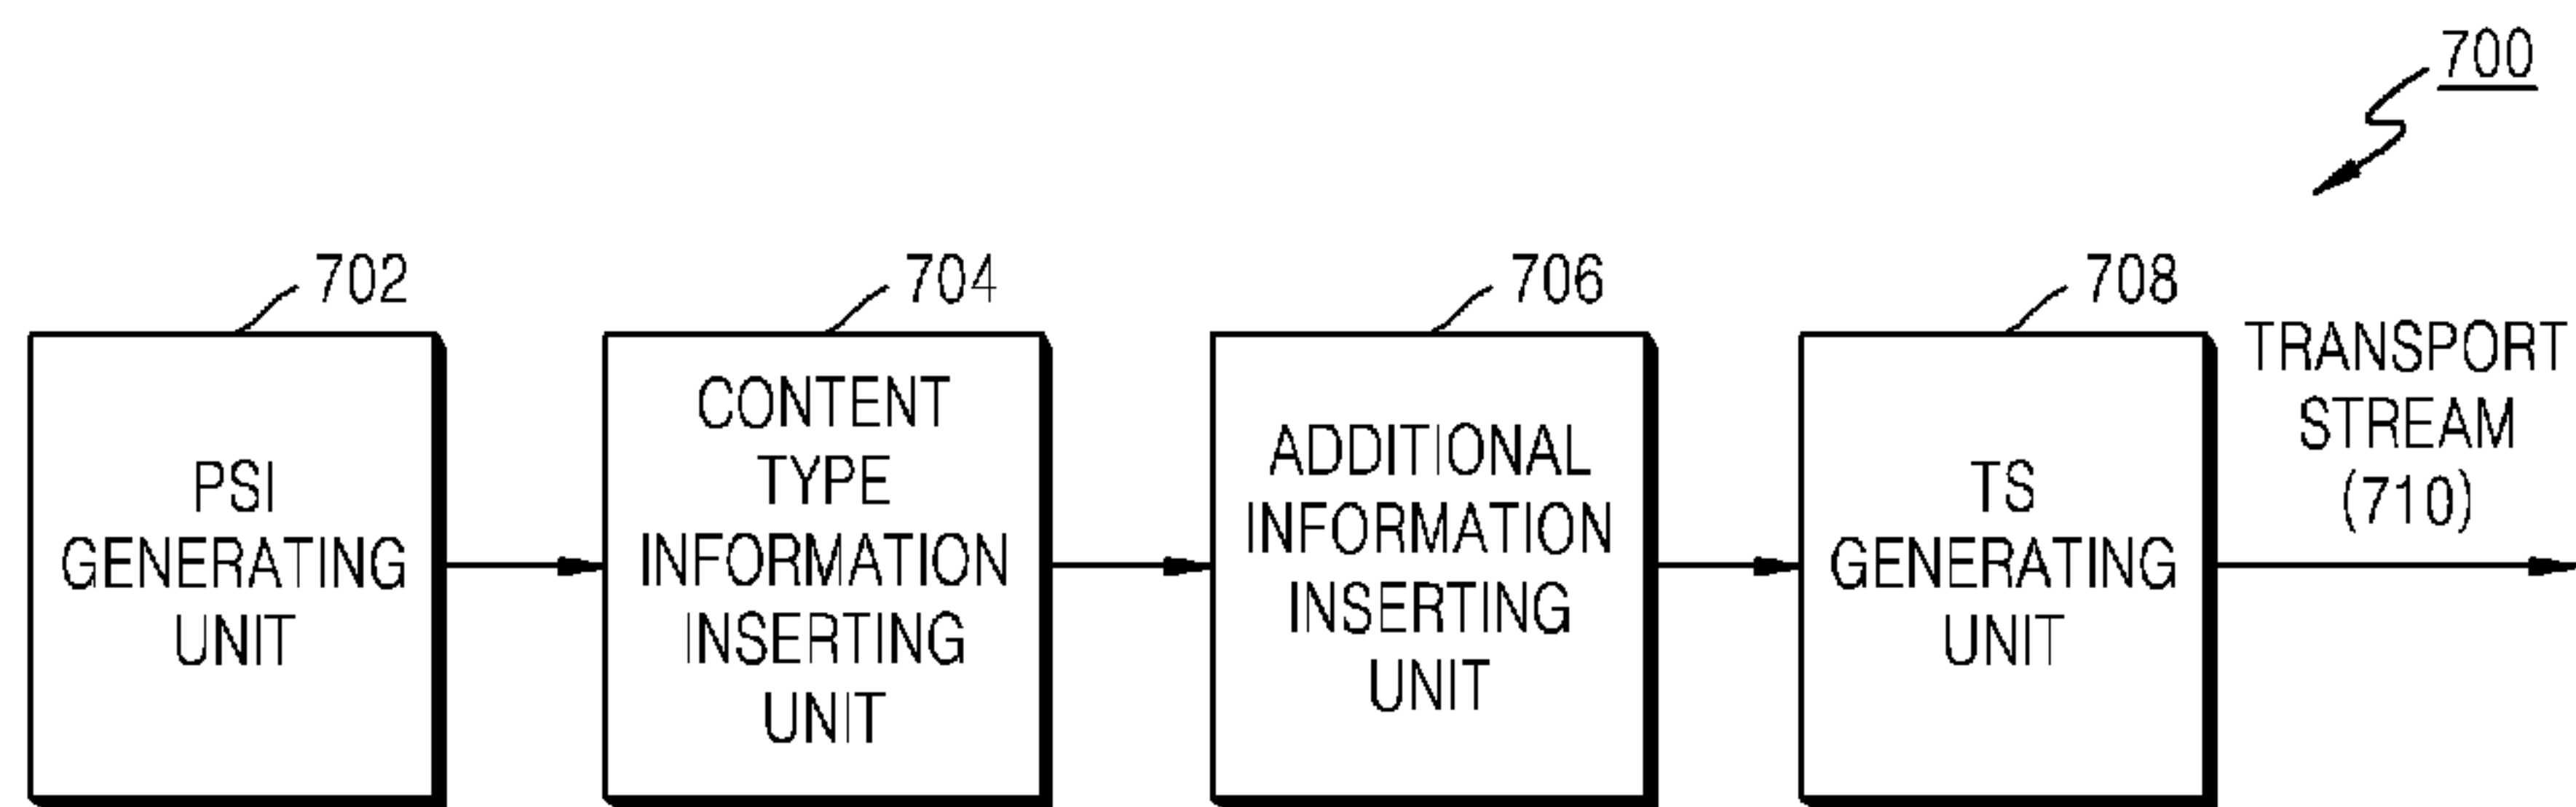 700
702
704
706
708
PSI
GENERATING
UNIT
CONTENT
TYPE
INFORMATION
INSERTING
UNIT
ADDITIONAL
INFORMATION
INSERTING
UNIT
TS
GENERATING
UNIT
TRANSPORT
STREAM
(710)